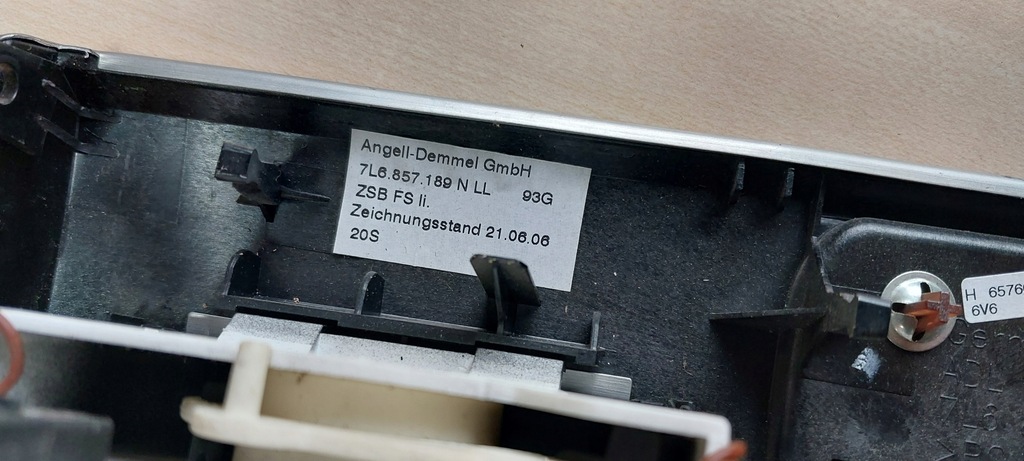 Angell-Demmel GmbH
7L6.857.189 N LL 93G
ZSB FS li.
Zeichnungsstand 21.06.06
20S
H 6576
6V6